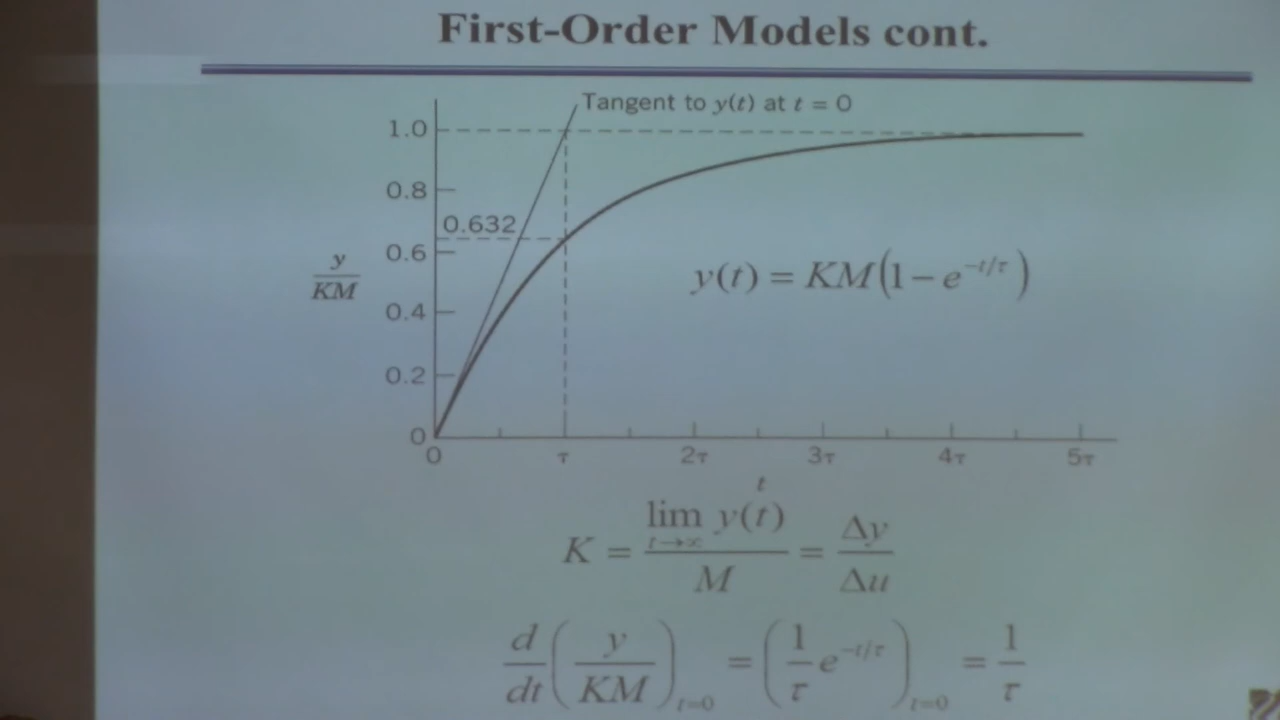 First-Order Models cont.
Tangent to y(t) at t = 0
1.0
0.8
0.632
0.6
y/KM
y(t) = KM(1 − e^{−t/τ})
0.4
0.2
0
0 τ 2τ 3τ 4τ 5τ
t
K = lim_{t→∞} y(t) / M = Δy/Δu
d/dt (y/KM)_{t=0} = (1/τ e^{−t/τ})_{t=0} = 1/τ